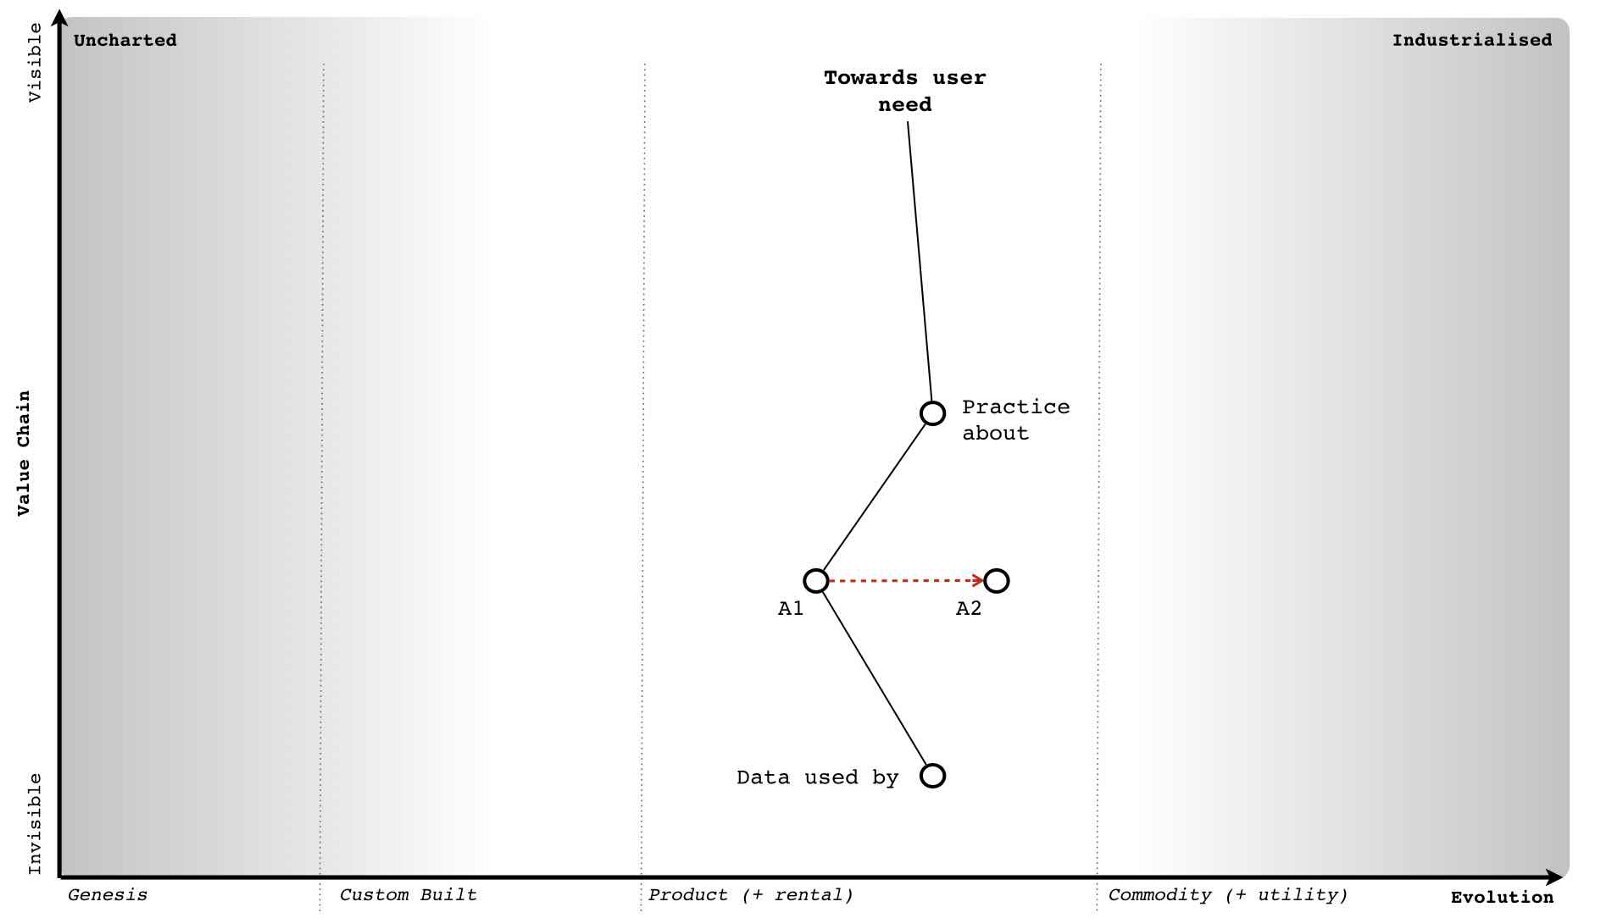 Visible
Uncharted
Industrialised
Towards user
need
Value Chain
Practice
about
A1
A2
Data used by
Invisible
Genesis
Custom Built
Product (+ rental)
Commodity (+ utility)
Evolution